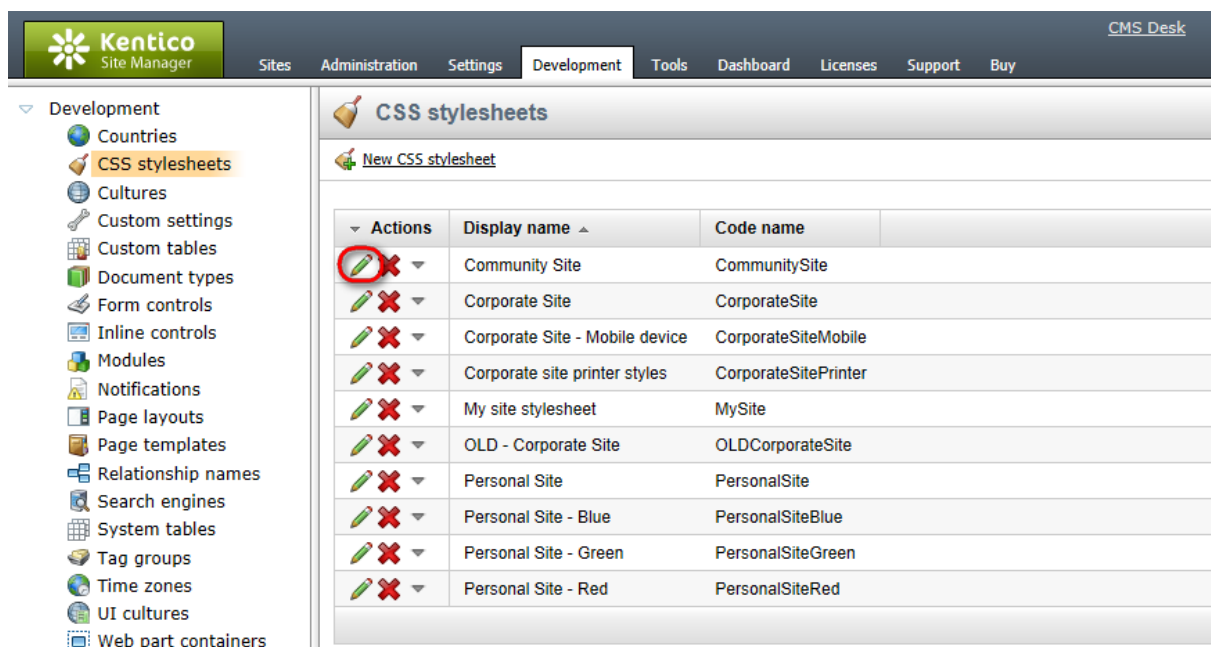 CMS Desk
Kentico
Site Manager
Sites Administration Settings Development Tools Dashboard Licenses Support Buy
Development
Countries
CSS stylesheets
Cultures
Custom settings
Custom tables
Document types
Form controls
Inline controls
Modules
Notifications
Page layouts
Page templates
Relationship names
Search engines
System tables
Tag groups
Time zones
UI cultures
Web part containers
CSS stylesheets
New CSS stylesheet
Actions Display name Code name
Community Site CommunitySite
Corporate Site CorporateSite
Corporate Site - Mobile device CorporateSiteMobile
Corporate site printer styles CorporateSitePrinter
My site stylesheet MySite
OLD - Corporate Site OLDCorporateSite
Personal Site PersonalSite
Personal Site - Blue PersonalSiteBlue
Personal Site - Green PersonalSiteGreen
Personal Site - Red PersonalSiteRed